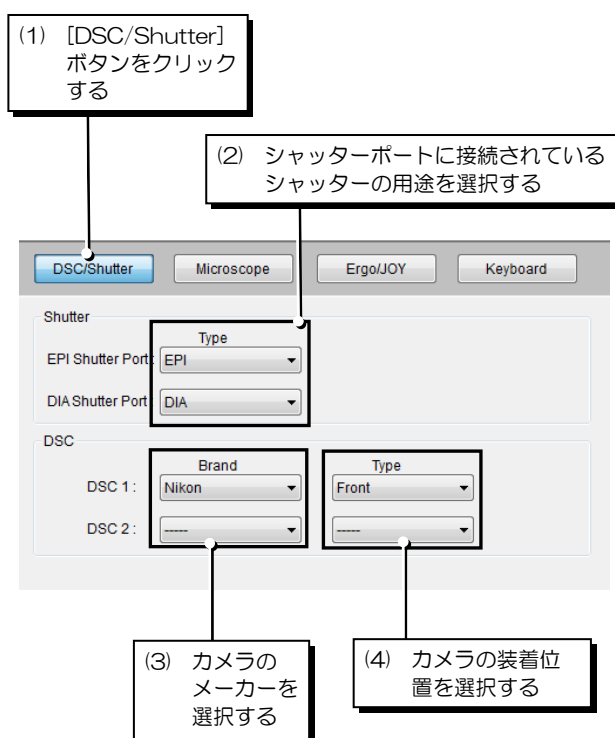 (1) [DSC/Shutter]
ボタンをクリック
する
(2) シャッターポートに接続されている
シャッターの用途を選択する
DSC/Shutter Microscope Ergo/JOY Keyboard
Shutter
Type
EPI Shutter Port: EPI
DIA Shutter Port DIA
DSC
Brand Type
DSC 1 : Nikon Front
DSC 2 : ----- -----
(3) カメラの
メーカーを
選択する
(4) カメラの装着位
置を選択する